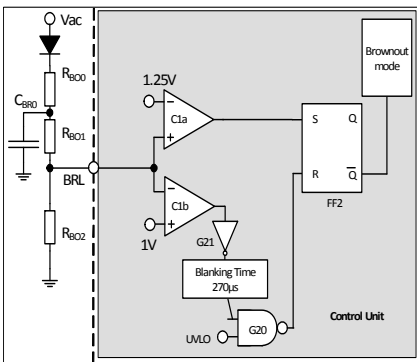 Vac
R_BO0
C_BR0
R_BO1
BRL
R_BO2
1.25V
−
+
C1a
−
+
C1b
1V
G21
Blanking Time
270µs
UVLO
G20
S
Q
R
Q̅
FF2
Brownout
mode
Control Unit